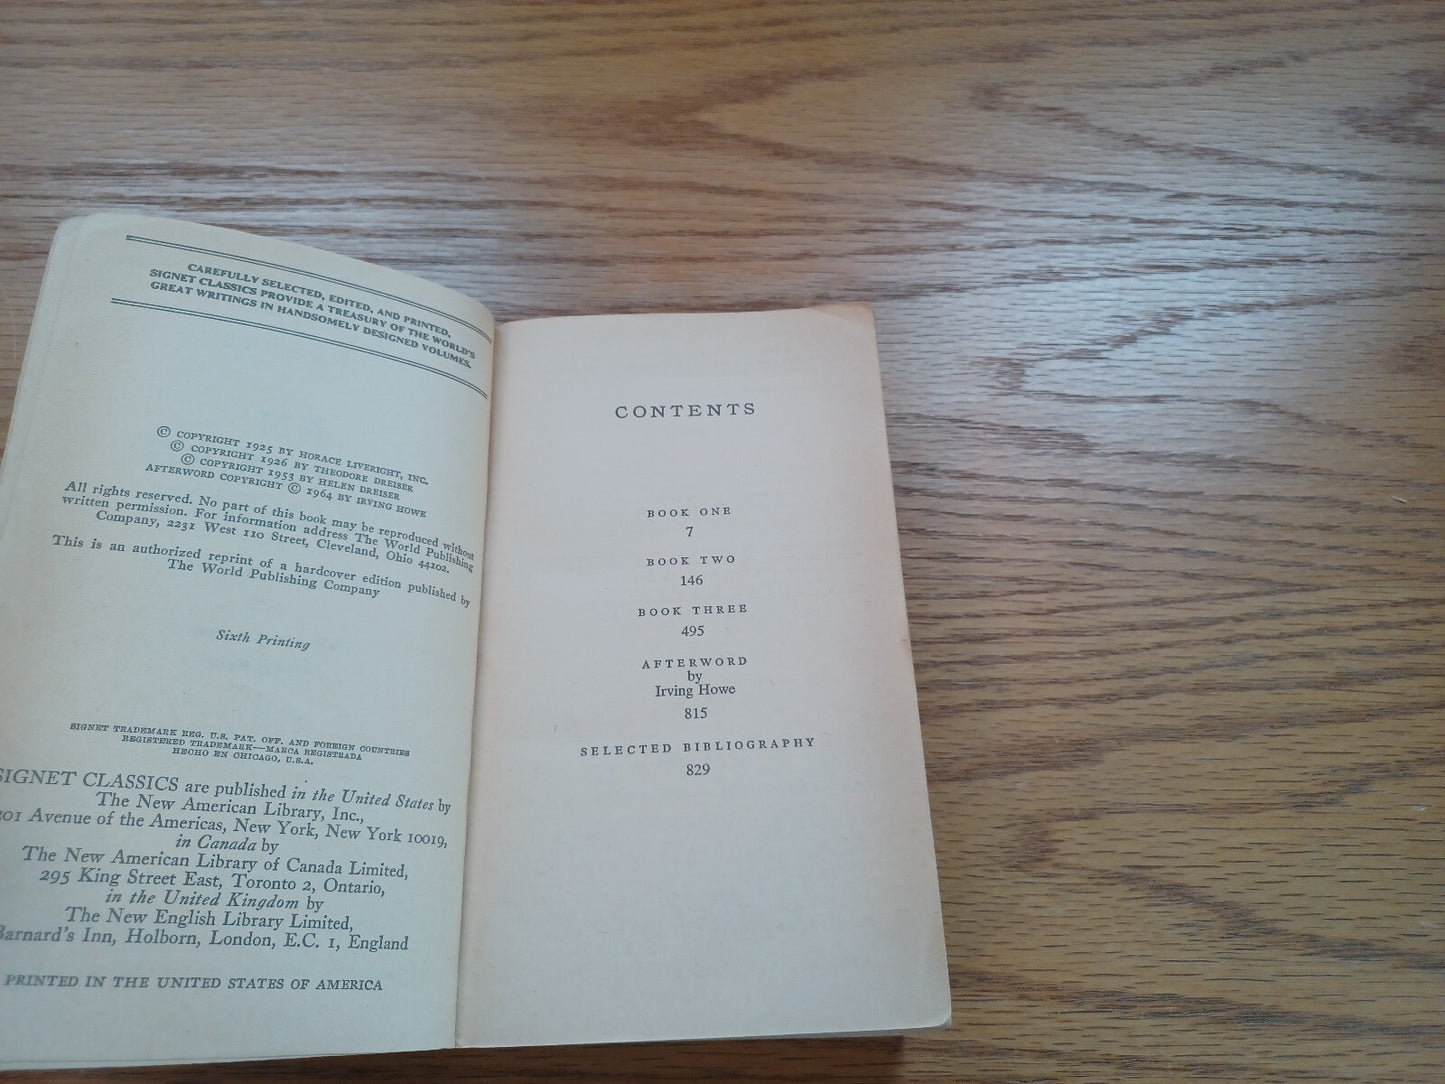 CAREFULLY SELECTED, EDITED, AND PRINTED,
SIGNET CLASSICS PROVIDE A TREASURY OF THE WORLD'S
GREAT WRITINGS IN HANDSOMELY DESIGNED VOLUMES.
© COPYRIGHT 1925 BY HORACE LIVERIGHT, INC.
© COPYRIGHT 1926 BY THEODORE DREISER
© COPYRIGHT 1953 BY HELEN DREISER
AFTERWORD COPYRIGHT © 1964 BY IRVING HOWE
All rights reserved. No part of this book may be reproduced without
written permission. For information address The World Publishing
Company, 2231 West 110 Street, Cleveland, Ohio 44102.
This is an authorized reprint of a hardcover edition published by
The World Publishing Company
Sixth Printing
SIGNET TRADEMARK REG. U.S. PAT. OFF. AND FOREIGN COUNTRIES
REGISTERED TRADEMARK—MARCA REGISTRADA
HECHO EN CHICAGO, U.S.A.
SIGNET CLASSICS are published in the United States by
The New American Library, Inc.,
Avenue of the Americas, New York, New York 10019,
in Canada by
The New American Library of Canada Limited,
295 King Street East, Toronto 2, Ontario,
in the United Kingdom by
The New English Library Limited,
Barnard's Inn, Holborn, London, E.C. 1, England
PRINTED IN THE UNITED STATES OF AMERICA
CONTENTS
BOOK ONE
7
BOOK TWO
146
BOOK THREE
495
AFTERWORD
by
Irving Howe
815
SELECTED BIBLIOGRAPHY
829